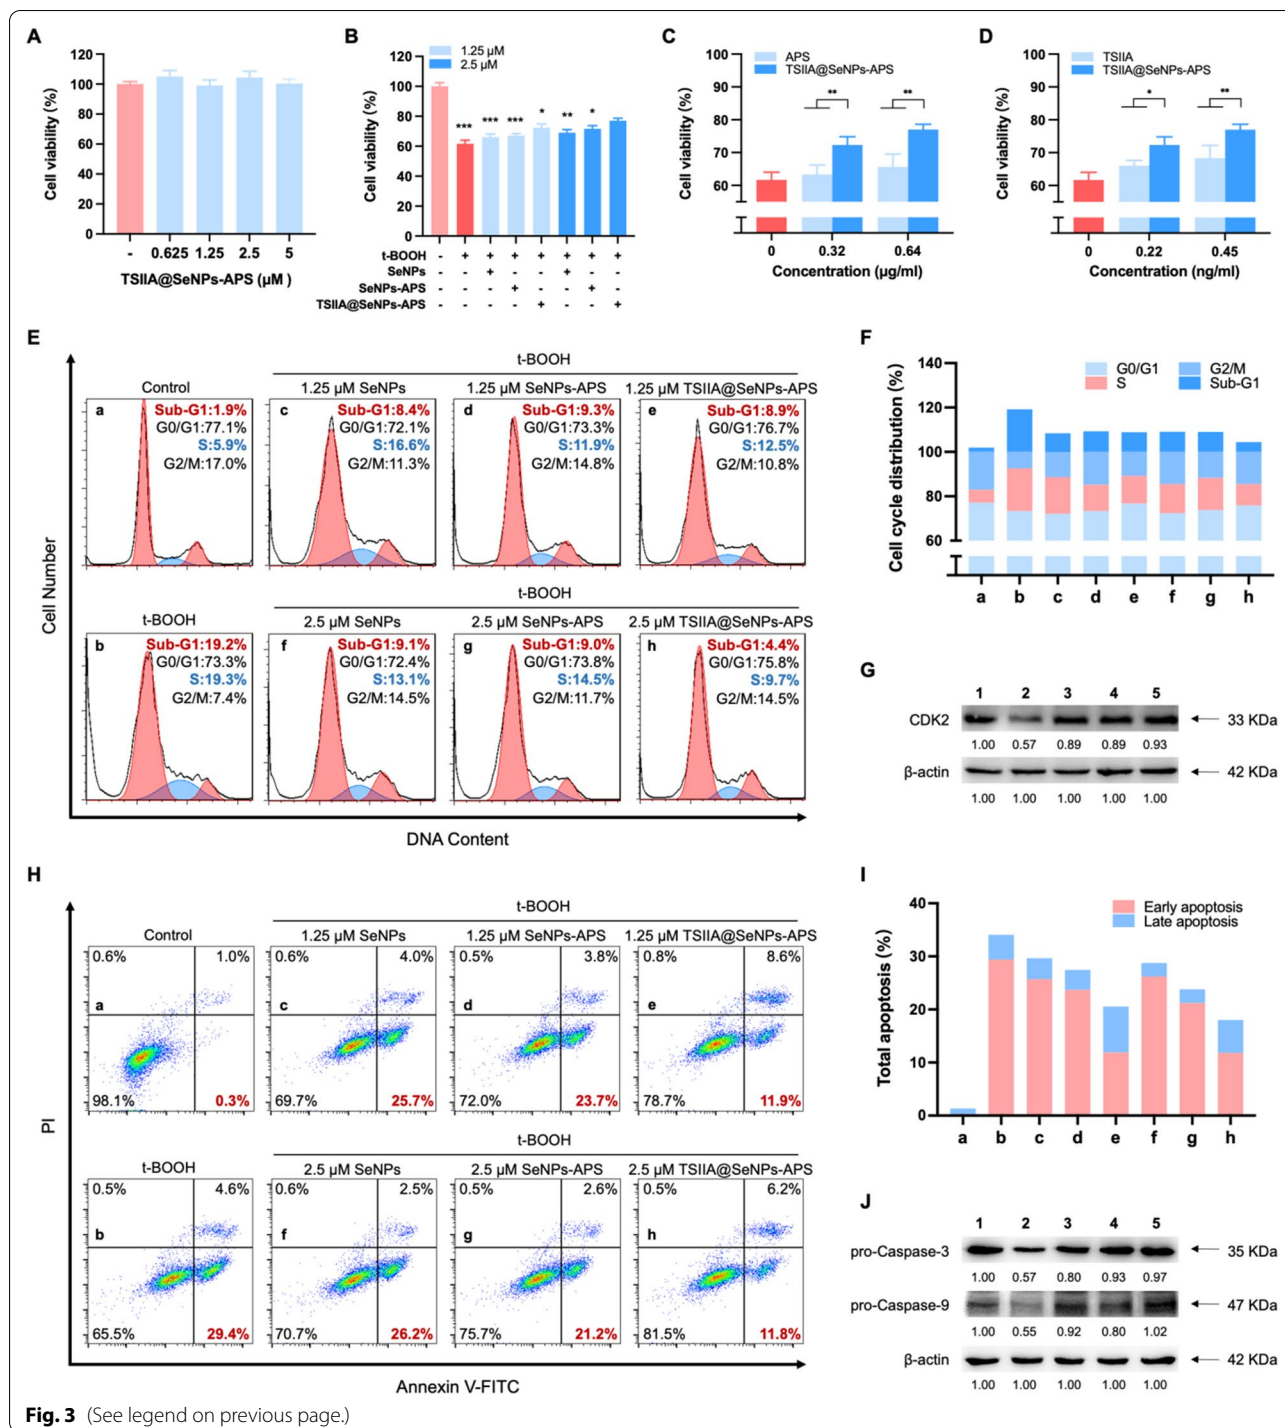 A
Cell viability (%)
120
100
80
60
40
20
0
- 0.625 1.25 2.5 5
TSIIA@SeNPs-APS (µM )
B
1.25 µM
2.5 µM
Cell viability (%)
120
100
80
60
40
20
0
*** *** *** * ** *
t-BOOH - + + + + + + +
SeNPs - - + - - + - -
SeNPs-APS - - - + - - + -
TSIIA@SeNPs-APS - - - - + - - +
C
APS
TSIIA@SeNPs-APS
Cell viability (%)
100
90
80
70
60
** **
0 0.32 0.64
Concentration (µg/ml)
D
TSIIA
TSIIA@SeNPs-APS
Cell viability (%)
100
90
80
70
60
* **
0 0.22 0.45
Concentration (ng/ml)
E
Cell Number
t-BOOH
Control
1.25 µM SeNPs
1.25 µM SeNPs-APS
1.25 µM TSIIA@SeNPs-APS
a
Sub-G1:1.9%
G0/G1:77.1%
S:5.9%
G2/M:17.0%
c
Sub-G1:8.4%
G0/G1:72.1%
S:16.6%
G2/M:11.3%
d
Sub-G1:9.3%
G0/G1:73.3%
S:11.9%
G2/M:14.8%
e
Sub-G1:8.9%
G0/G1:76.7%
S:12.5%
G2/M:10.8%
t-BOOH
t-BOOH
2.5 µM SeNPs
2.5 µM SeNPs-APS
2.5 µM TSIIA@SeNPs-APS
b
Sub-G1:19.2%
G0/G1:73.3%
S:19.3%
G2/M:7.4%
f
Sub-G1:9.1%
G0/G1:72.4%
S:13.1%
G2/M:14.5%
g
Sub-G1:9.0%
G0/G1:73.8%
S:14.5%
G2/M:11.7%
h
Sub-G1:4.4%
G0/G1:75.8%
S:9.7%
G2/M:14.5%
DNA Content
F
Cell cycle distribution (%)
140
120
100
80
60
G0/G1 G2/M
S Sub-G1
a b c d e f g h
G
1 2 3 4 5
CDK2 33 KDa
1.00 0.57 0.89 0.89 0.93
β-actin 42 KDa
1.00 1.00 1.00 1.00 1.00
H
PI
t-BOOH
Control
1.25 µM SeNPs
1.25 µM SeNPs-APS
1.25 µM TSIIA@SeNPs-APS
0.6% 1.0%
a
98.1% 0.3%
0.6% 4.0%
c
69.7% 25.7%
0.5% 3.8%
d
72.0% 23.7%
0.8% 8.6%
e
78.7% 11.9%
t-BOOH
t-BOOH
2.5 µM SeNPs
2.5 µM SeNPs-APS
2.5 µM TSIIA@SeNPs-APS
0.5% 4.6%
b
65.5% 29.4%
0.6% 2.5%
f
70.7% 26.2%
0.5% 2.6%
g
75.7% 21.2%
0.5% 6.2%
h
81.5% 11.8%
Annexin V-FITC
I
Total apoptosis (%)
40
30
20
10
0
Early apoptosis
Late apoptosis
a b c d e f g h
J
1 2 3 4 5
pro-Caspase-3 35 KDa
1.00 0.57 0.80 0.93 0.97
pro-Caspase-9 47 KDa
1.00 0.55 0.92 0.80 1.02
β-actin 42 KDa
1.00 1.00 1.00 1.00 1.00
Fig. 3 (See legend on previous page.)